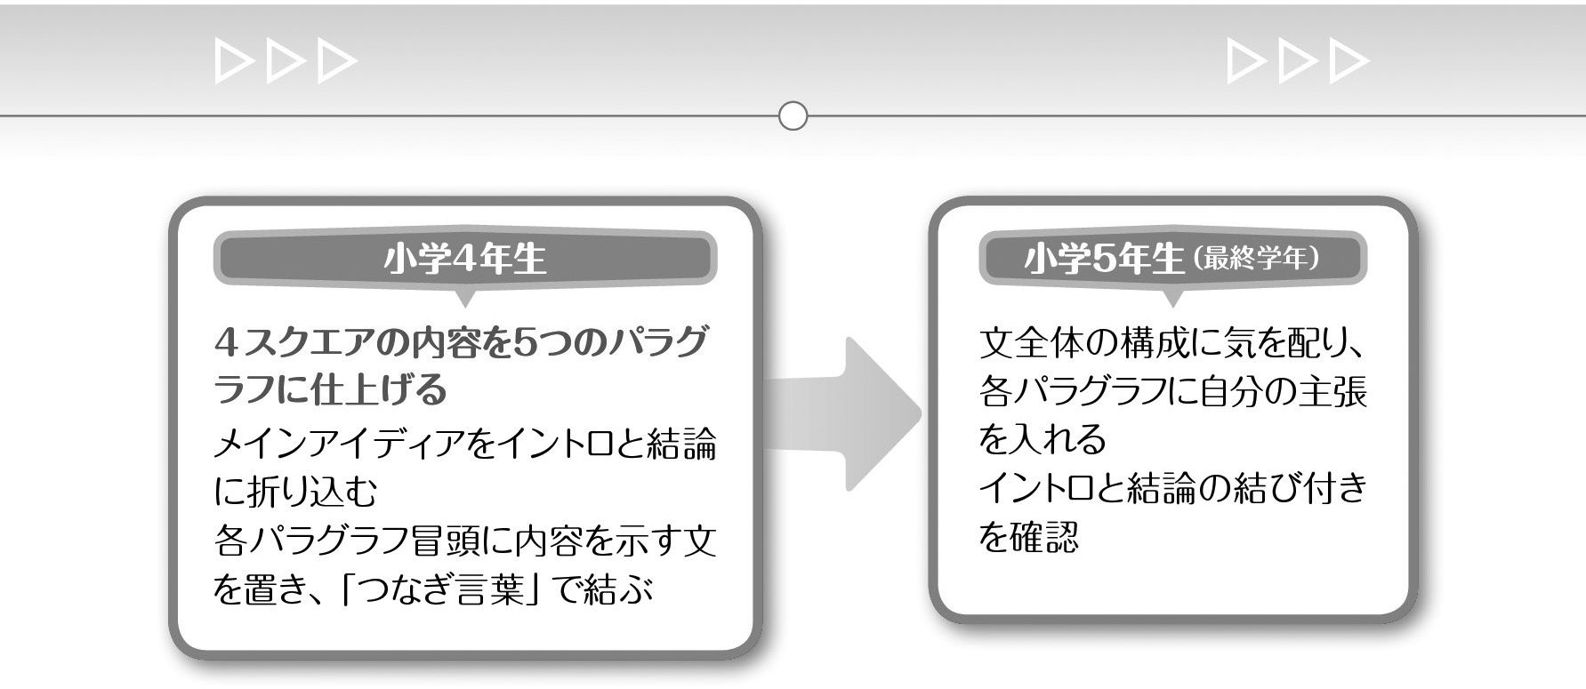 小学4年生
4スクエアの内容を5つのパラグ
ラフに仕上げる
メインアイディアをイントロと結論
に折り込む
各パラグラフ冒頭に内容を示す文
を置き、「つなぎ言葉」で結ぶ
小学5年生（最終学年）
文全体の構成に気を配り、
各パラグラフに自分の主張
を入れる
イントロと結論の結び付き
を確認